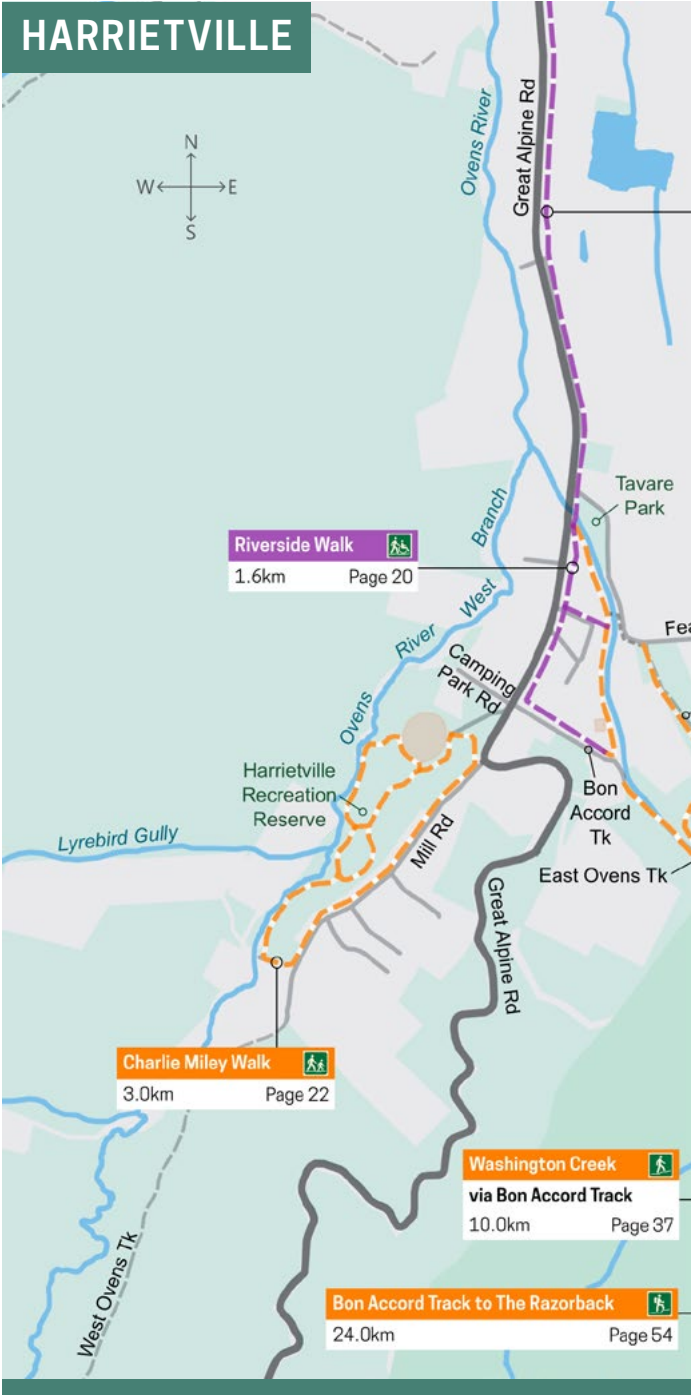 HARRIETVILLE
N
W E
S
Ovens River
Great Alpine Rd
Tavare
Park
Riverside Walk
1.6km Page 20
Ovens River West Branch
Fea
Camping
Park Rd
Harrietville
Recreation
Reserve
Bon
Accord
Tk
Mill Rd
Lyrebird Gully
East Ovens Tk
Great Alpine Rd
Charlie Miley Walk
3.0km Page 22
Washington Creek
via Bon Accord Track
10.0km Page 37
West Ovens Tk
Bon Accord Track to The Razorback
24.0km Page 54